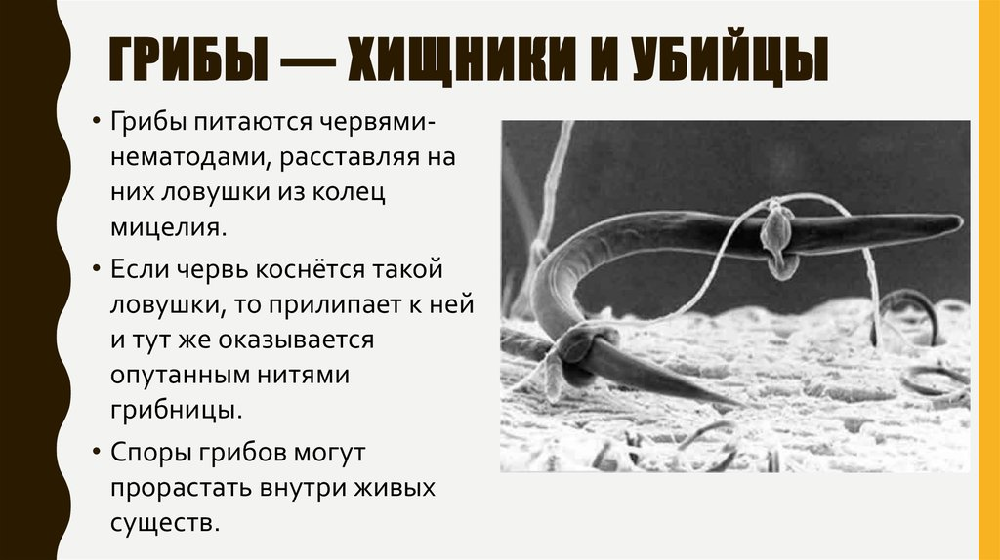 ГРИБЫ — ХИЩНИКИ И УБИЙЦЫ
• Грибы питаются червями-
нематодами, расставляя на
них ловушки из колец
мицелия.
• Если червь коснётся такой
ловушки, то прилипает к ней
и тут же оказывается
опутанным нитями
грибницы.
• Споры грибов могут
прорастать внутри живых
существ.